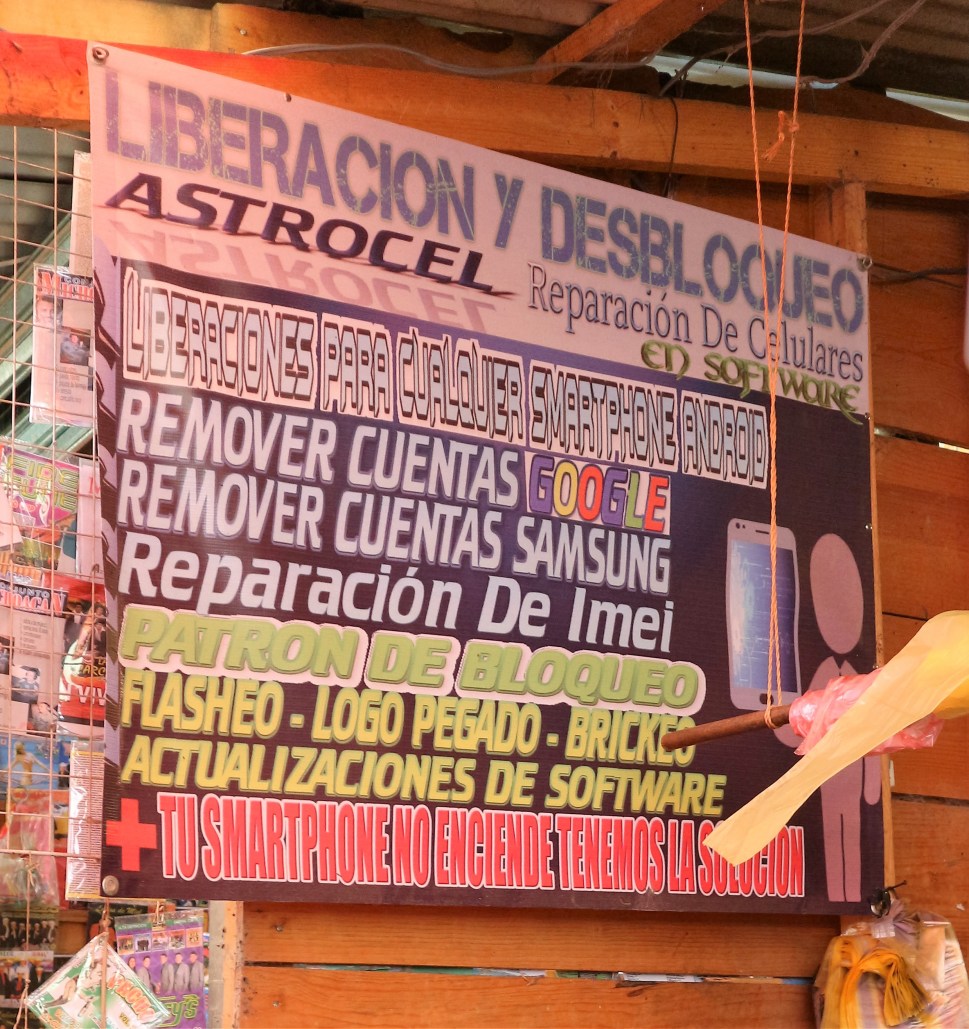 LIBERACION Y DESBLOQUEO
ASTROCEL
Reparación De Celulares
EN SOFTWARE
LIBERACIONES PARA CUALQUIER SMARTPHONE ANDROID
REMOVER CUENTAS GOOGLE
REMOVER CUENTAS SAMSUNG
Reparación De Imei
PATRON DE BLOQUEO
FLASHEO - LOGO PEGADO - BRICKEO
ACTUALIZACIONES DE SOFTWARE
+ TU SMARTPHONE NO ENCIENDE TENEMOS LA SOLUCION